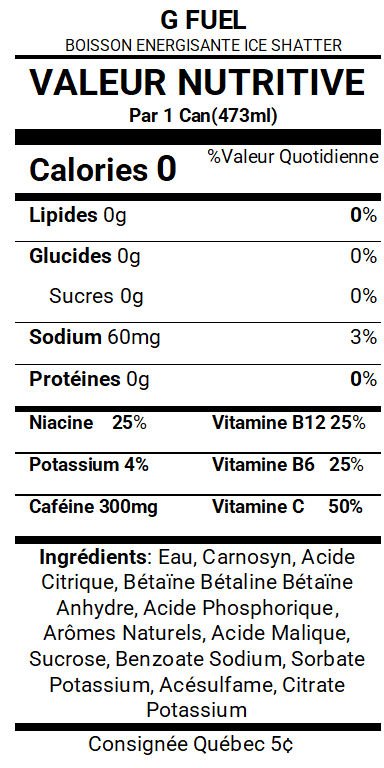 G FUEL
BOISSON ENERGISANTE ICE SHATTER
VALEUR NUTRITIVE
Par 1 Can(473ml)
%Valeur Quotidienne
Calories 0
Lipides 0g 0%
Glucides 0g 0%
Sucres 0g 0%
Sodium 60mg 3%
Protéines 0g 0%
Niacine 25% Vitamine B12 25%
Potassium 4% Vitamine B6 25%
Caféine 300mg Vitamine C 50%
Ingrédients: Eau, Carnosyn, Acide
Citrique, Bétaïne Bétaline Bétaïne
Anhydre, Acide Phosphorique,
Arômes Naturels, Acide Malique,
Sucrose, Benzoate Sodium, Sorbate
Potassium, Acésulfame, Citrate
Potassium
Consignée Québec 5¢